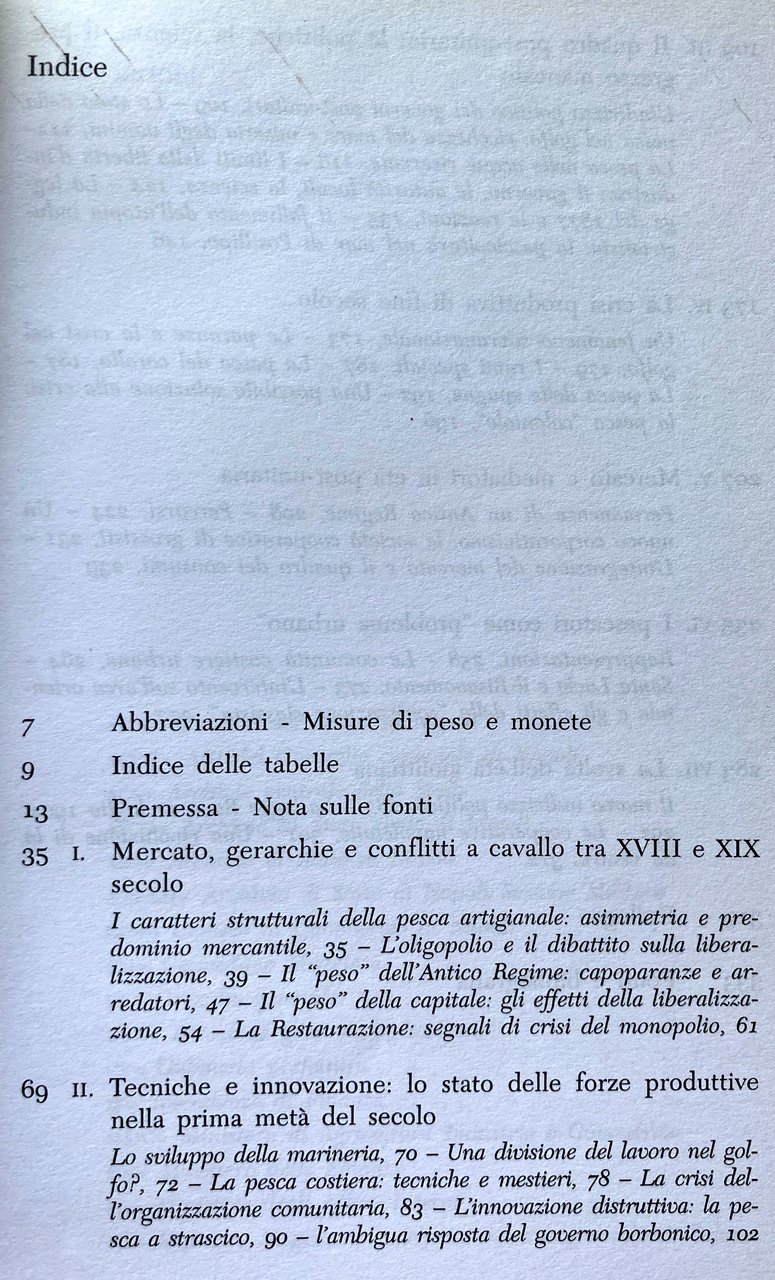 Indice
7 Abbreviazioni - Misure di peso e monete
9 Indice delle tabelle
13 Premessa - Nota sulle fonti
35 I. Mercato, gerarchie e conflitti a cavallo tra XVIII e XIX
secolo
I caratteri strutturali della pesca artigianale: asimmetria e pre-
dominio mercantile, 35 – L'oligopolio e il dibattito sulla libera-
lizzazione, 39 – Il “peso” dell'Antico Regime: capoparanze e ar-
redatori, 47 – Il “peso” della capitale: gli effetti della liberalizza-
zione, 54 – La Restaurazione: segnali di crisi del monopolio, 61
69 II. Tecniche e innovazione: lo stato delle forze produttive
nella prima metà del secolo
Lo sviluppo della marineria, 70 – Una divisione del lavoro nel gol-
fo?, 72 – La pesca costiera: tecniche e mestieri, 78 – La crisi del-
l'organizzazione comunitaria, 83 – L'innovazione distruttiva: la pe-
sca a strascico, 90 – l'ambigua risposta del governo borbonico, 102